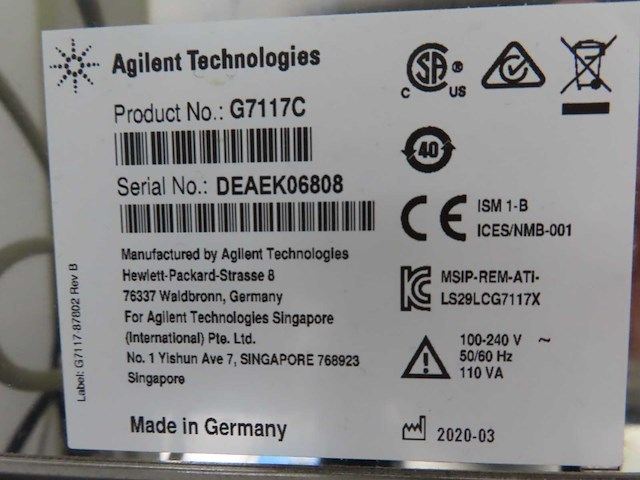 Agilent Technologies
Product No.: G7117C
Serial No.: DEAEK06808
Manufactured by Agilent Technologies
Hewlett-Packard-Strasse 8
76337 Waldbronn, Germany
For Agilent Technologies Singapore
(International) Pte. Ltd.
No. 1 Yishun Ave 7, SINGAPORE 768923
Singapore
Made in Germany
Label: G7117-87802 Rev B
C SA ® US
40
CE ISM 1-B
ICES/NMB-001
KC MSIP-REM-ATI-
LS29LCG7117X
100-240 V ~
50/60 Hz
110 VA
2020-03